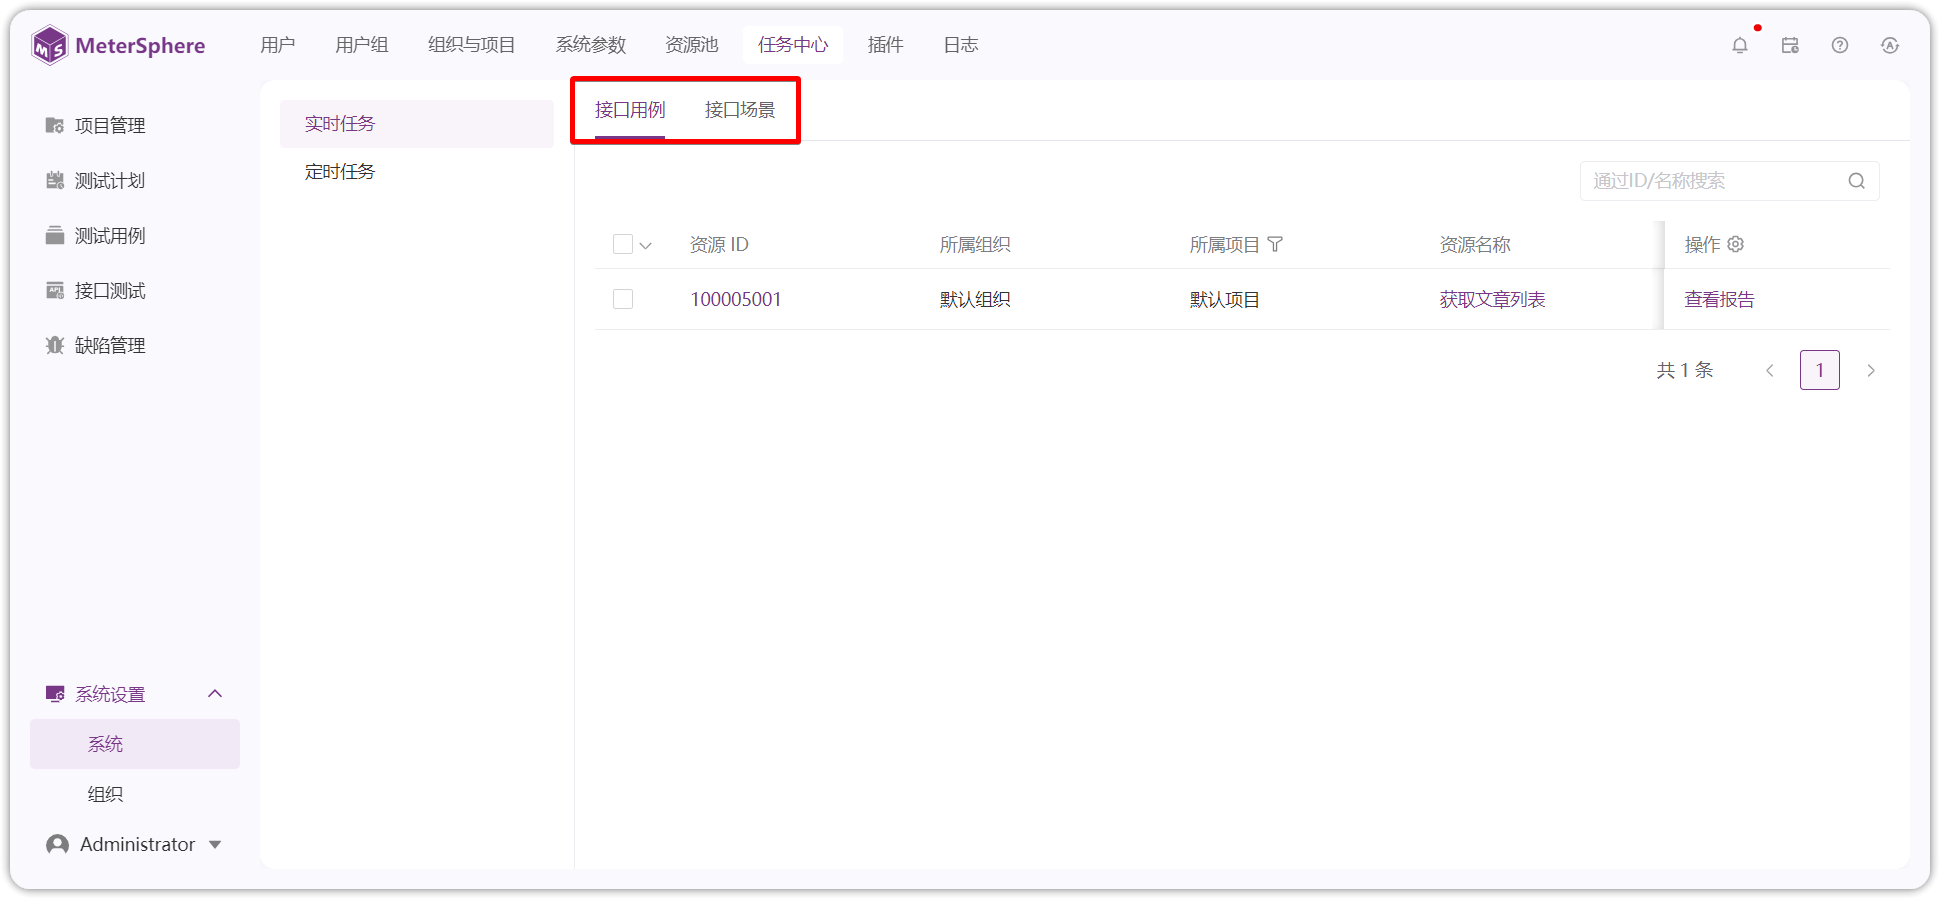 MeterSphere
用户
用户组
组织与项目
系统参数
资源池
任务中心
插件
日志
项目管理
测试计划
测试用例
接口测试
缺陷管理
系统设置
系统
组织
Administrator
实时任务
定时任务
接口用例
接口场景
通过ID/名称搜索
资源 ID
所属组织
所属项目
资源名称
操作
100005001
默认组织
默认项目
获取文章列表
查看报告
共 1 条
1